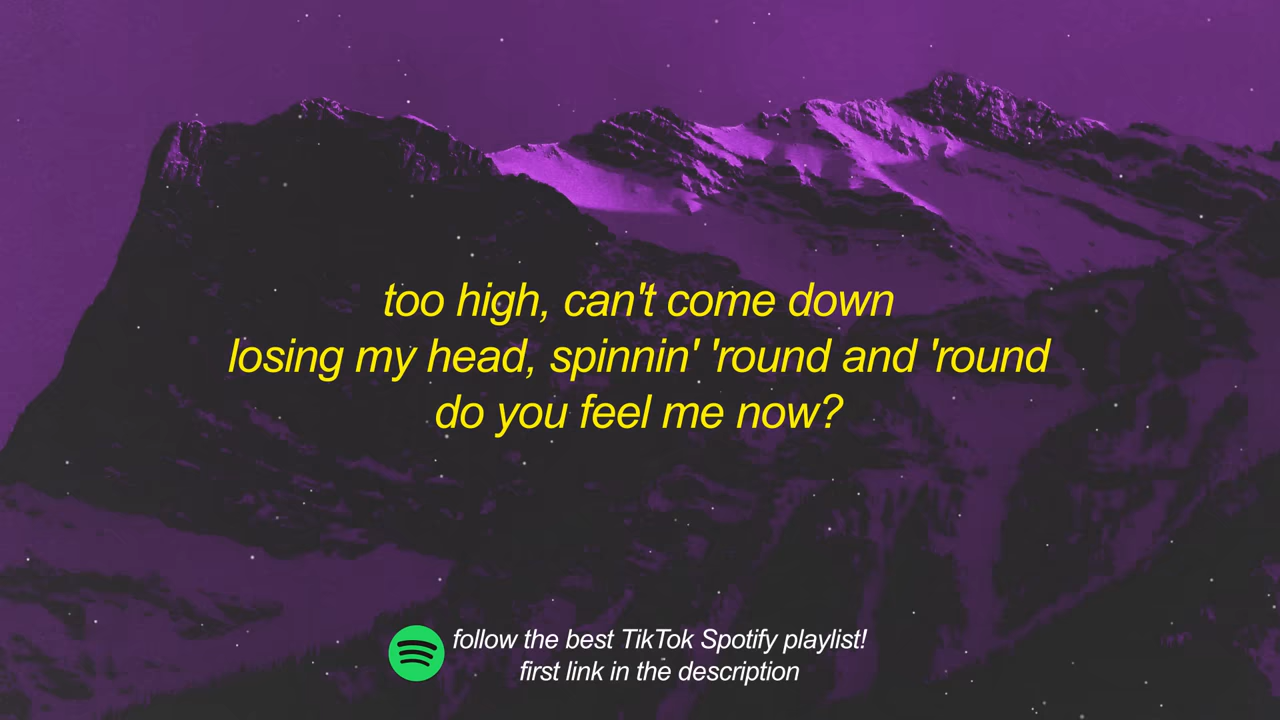 too high, can't come down
losing my head, spinnin' 'round and 'round
do you feel me now?
follow the best TikTok Spotify playlist!
first link in the description